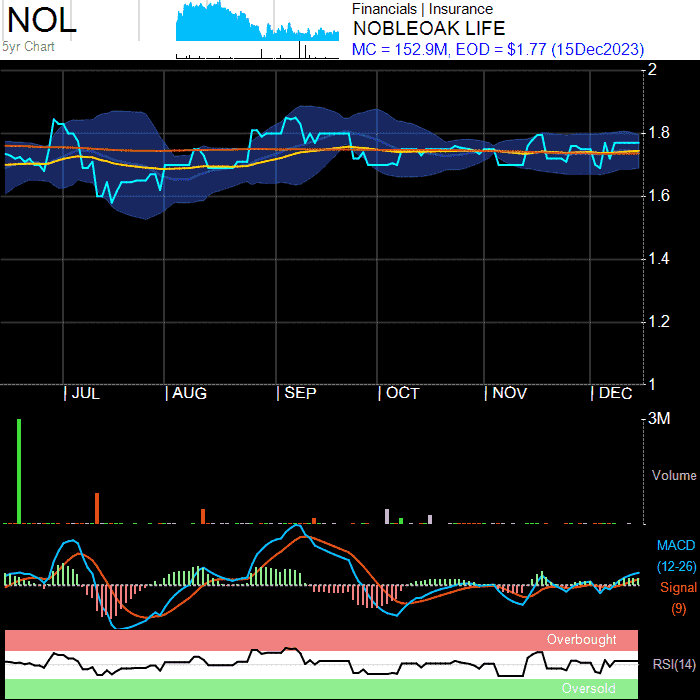 NOL
5yr Chart
Financials | Insurance
NOBLEOAK LIFE
MC = 152.9M, EOD = $1.77 (15Dec2023)
2
1.8
1.6
1.4
1.2
1
| JUL | AUG | SEP | OCT | NOV | DEC
3M
Volume
MACD
(12-26)
Signal
(9)
Overbought
RSI(14)
Oversold